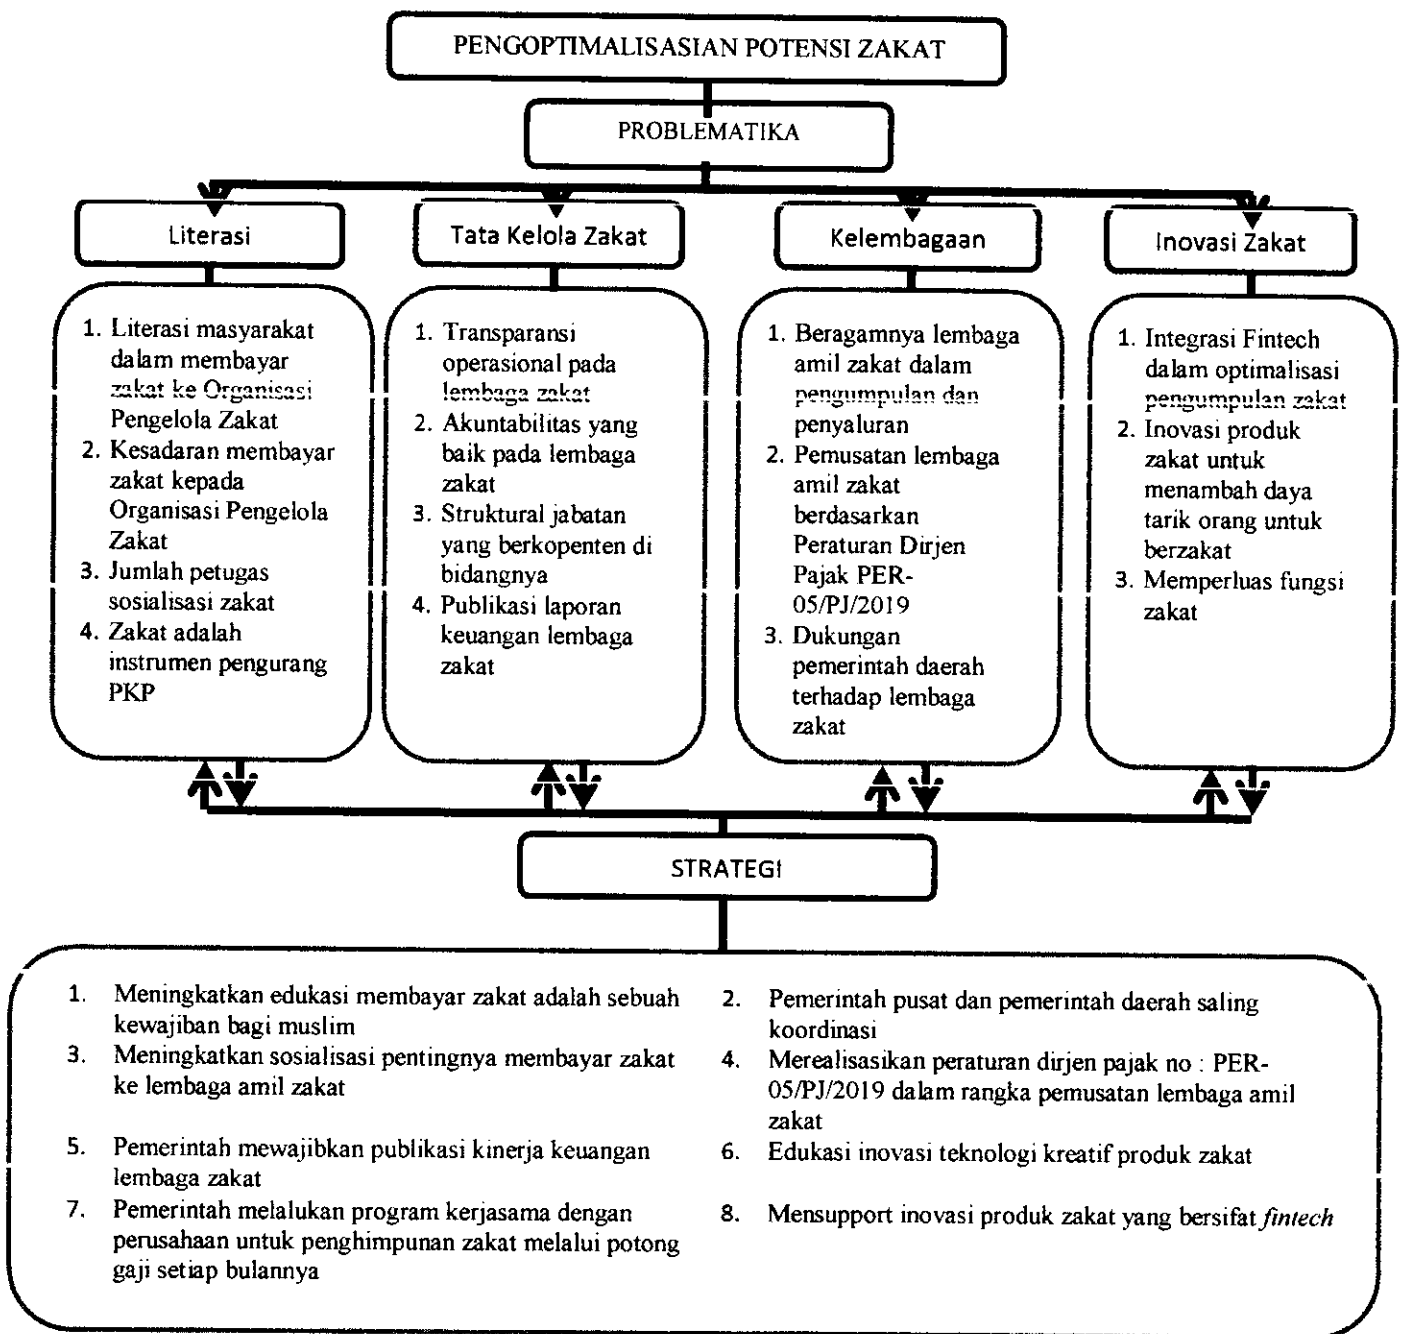 PENGOPTIMALISASIAN POTENSI ZAKAT
PROBLEMATIKA
Literasi
1. Literasi masyarakat
dalam membayar
zakat ke Organisasi
Pengelola Zakat
2. Kesadaran membayar
zakat kepada
Organisasi Pengelola
Zakat
3. Jumlah petugas
sosialisasi zakat
4. Zakat adalah
instrumen pengurang
PKP
Tata Kelola Zakat
1. Transparansi
operasional pada
lembaga zakat
2. Akuntabilitas yang
baik pada lembaga
zakat
3. Struktural jabatan
yang berkopenten di
bidangnya
4. Publikasi laporan
keuangan lembaga
zakat
Kelembagaan
1. Beragamnya lembaga
amil zakat dalam
pengumpulan dan
penyaluran
2. Pemusatan lembaga
amil zakat
berdasarkan
Peraturan Dirjen
Pajak PER-
05/PJ/2019
3. Dukungan
pemerintah daerah
terhadap lembaga
zakat
Inovasi Zakat
1. Integrasi Fintech
dalam optimalisasi
pengumpulan zakat
2. Inovasi produk
zakat untuk
menambah daya
tarik orang untuk
berzakat
3. Memperluas fungsi
zakat
STRATEGI
1. Meningkatkan edukasi membayar zakat adalah sebuah
kewajiban bagi muslim
2. Pemerintah pusat dan pemerintah daerah saling
koordinasi
3. Meningkatkan sosialisasi pentingnya membayar zakat
ke lembaga amil zakat
4. Merealisasikan peraturan dirjen pajak no : PER-
05/PJ/2019 dalam rangka pemusatan lembaga amil
zakat
5. Pemerintah mewajibkan publikasi kinerja keuangan
lembaga zakat
6. Edukasi inovasi teknologi kreatif produk zakat
7. Pemerintah melalukan program kerjasama dengan
perusahaan untuk penghimpunan zakat melalui potong
gaji setiap bulannya
8. Mensupport inovasi produk zakat yang bersifat fintech